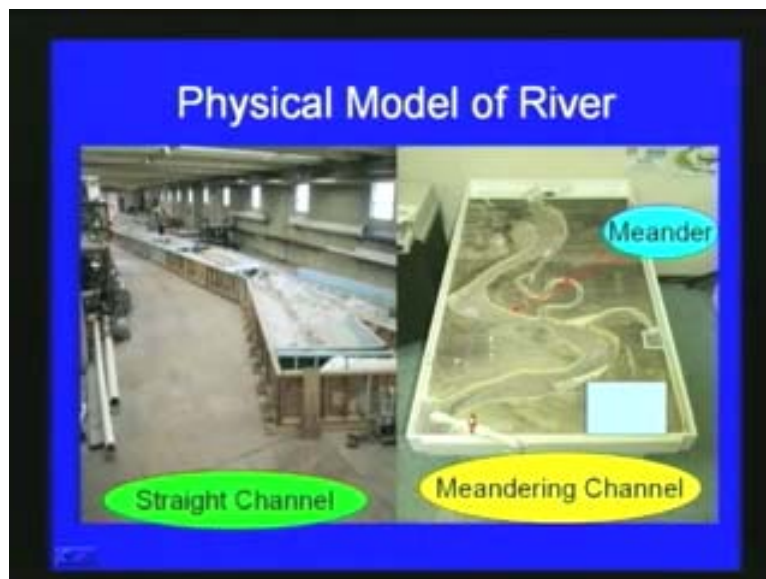 Physical Model of River
Meander
Straight Channel
Meandering Channel